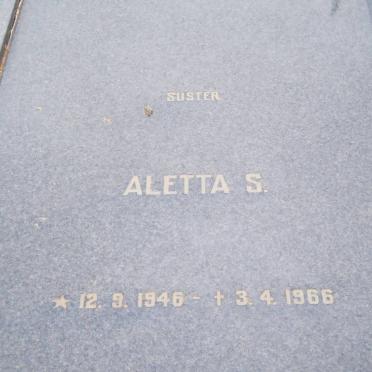 SUSTER
ALETTA S.
★ 12. 9. 1946 - ✝ 3. 4. 1966